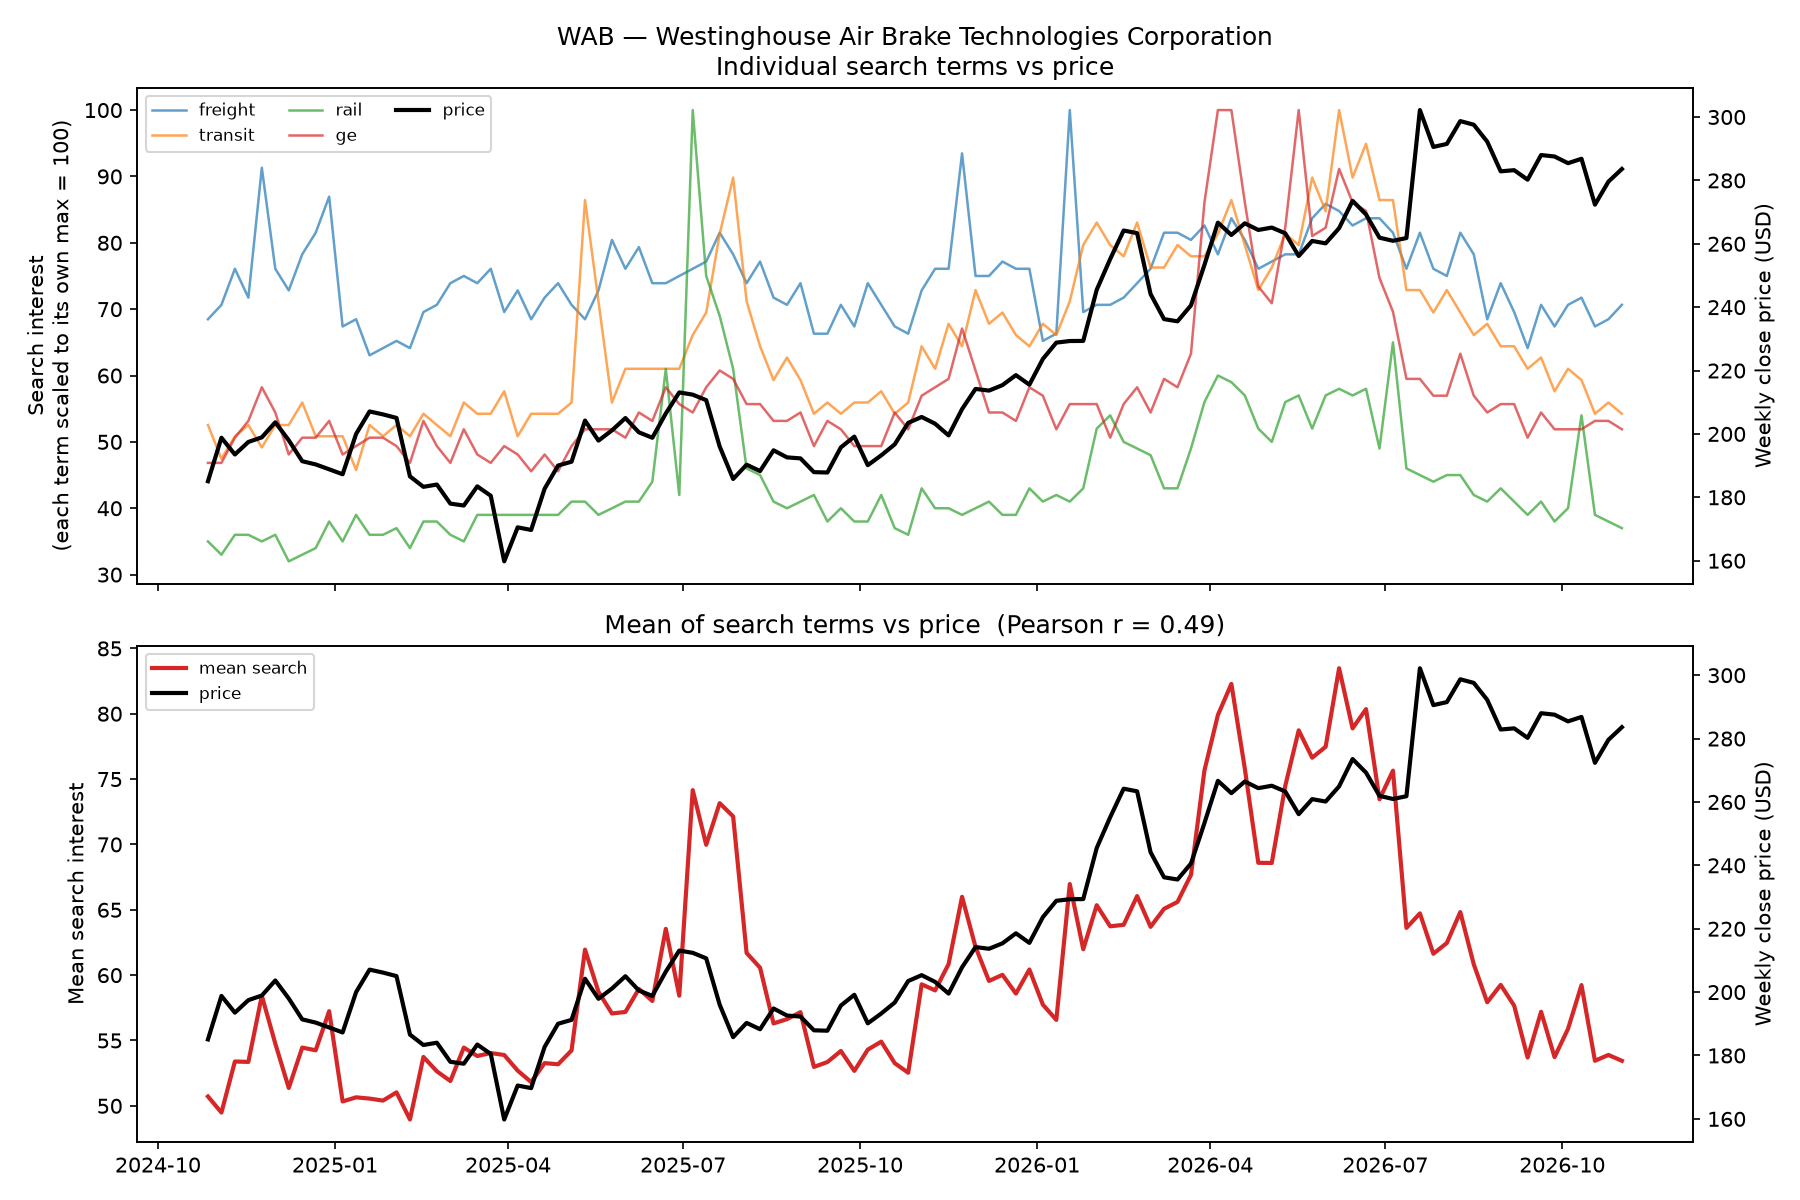 WAB — Westinghouse Air Brake Technologies Corporation
Individual search terms vs price
freight
transit
rail
ge
price
Search interest
(each term scaled to its own max = 100)
100
90
80
70
60
50
40
30
300
280
260
240
220
200
180
160
Weekly close price (USD)
Mean of search terms vs price (Pearson r = 0.49)
mean search
price
Mean search interest
85
80
75
70
65
60
55
50
300
280
260
240
220
200
180
160
Weekly close price (USD)
2024-10
2025-01
2025-04
2025-07
2025-10
2026-01
2026-04
2026-07
2026-10